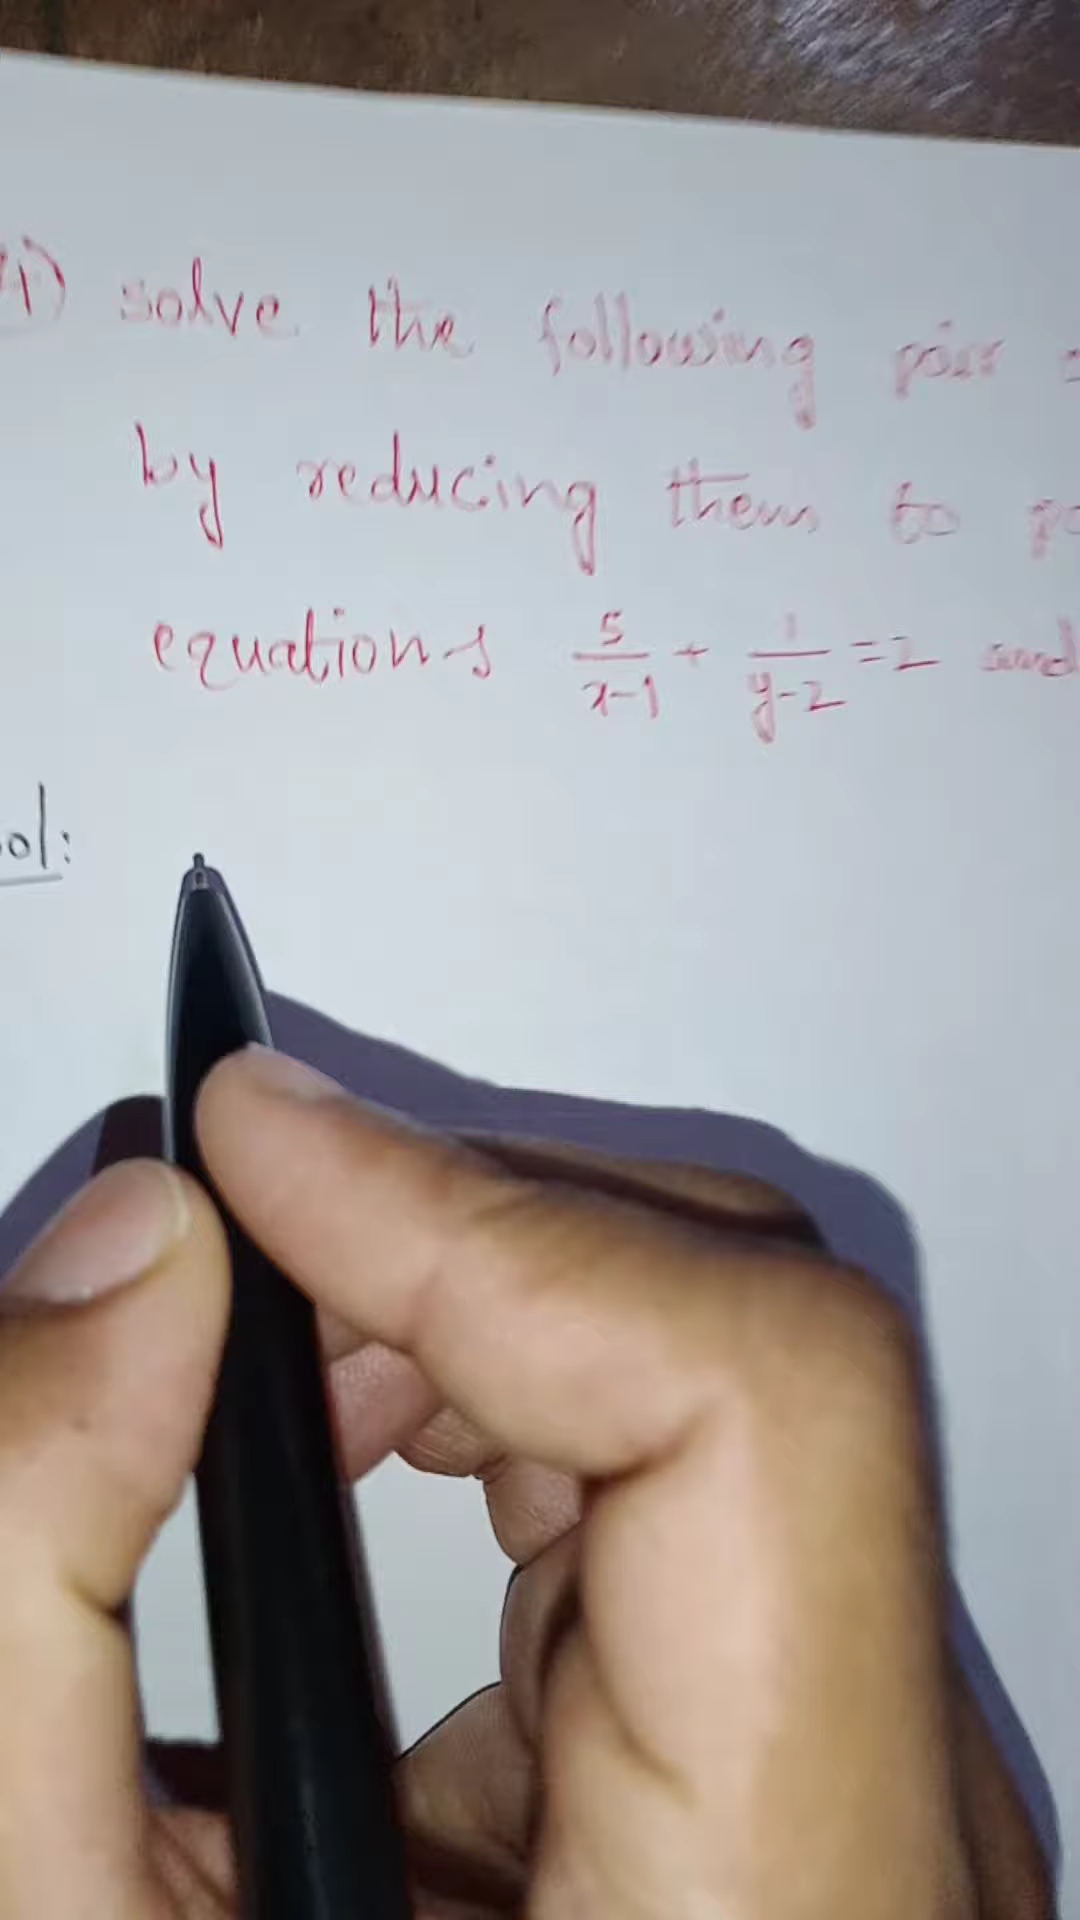 solve the following pair
by reducing them to
equations 5/x-1 + 1/y-2 = 2 and
ol: